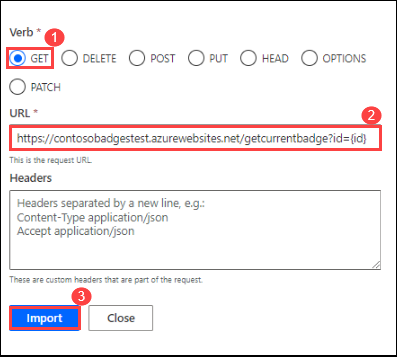 Verb *
1
GET DELETE POST PUT HEAD OPTIONS
PATCH
URL *
2
https://contosobadgestest.azurewebsites.net/getcurrentbadge?id={id}
This is the request URL.
Headers
Headers separated by a new line, e.g.:
Content-Type application/json
Accept application/json
These are custom headers that are part of the request.
3
Import Close